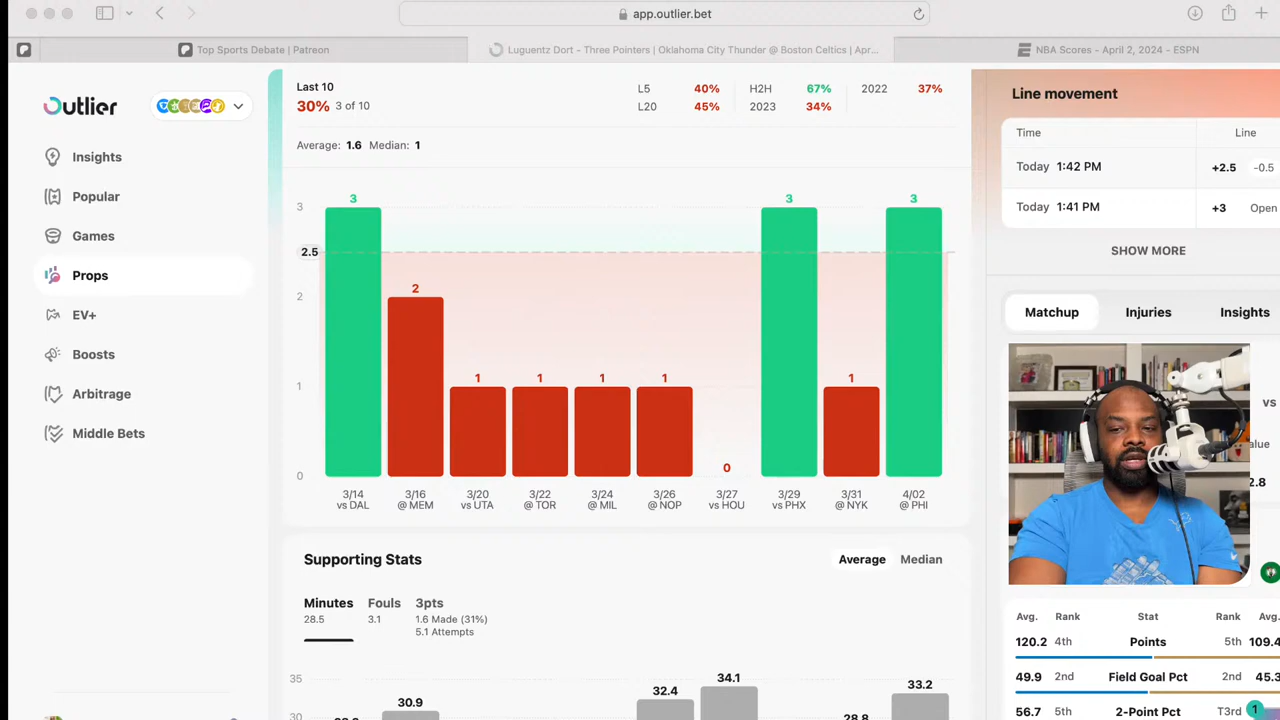 app.outlier.bet
Top Sports Debate | Patreon
Luguentz Dort - Three Pointers | Oklahoma City Thunder @ Boston Celtics | Apr...
NBA Scores - April 2, 2024 - ESPN
Outlier
Insights
Popular
Games
Props
EV+
Boosts
Arbitrage
Middle Bets
Last 10
30% 3 of 10
L5 40% H2H 67% 2022 37%
L20 45% 2023 34%
Average: 1.6 Median: 1
3
2.5
2
1
0
3 2 1 1 1 1 0 3 1 3
3/14 3/16 3/20 3/22 3/24 3/26 3/27 3/29 3/31 4/02
vs DAL @ MEM vs UTA @ TOR @ MIL @ NOP vs HOU vs PHX @ NYK @ PHI
Supporting Stats
Average Median
Minutes Fouls 3pts
28.5 3.1 1.6 Made (31%)
5.1 Attempts
35
30
30.9 32.4 34.1 28.8 33.2
Line movement
Time Line
Today 1:42 PM +2.5 -0.5
Today 1:41 PM +3 Open
SHOW MORE
Matchup Injuries Insights
vs
alue
2.8
Avg. Rank Stat Rank Avg.
120.2 4th Points 5th 109.4
49.9 2nd Field Goal Pct 2nd 45.3
56.7 5th 2-Point Pct T3rd 1